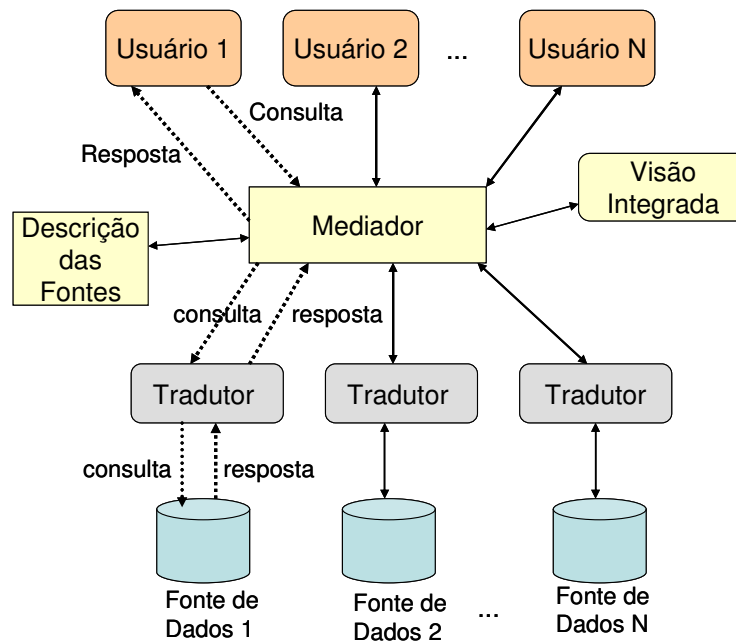 Usuário 1
Usuário 2
...
Usuário N
Consulta
Resposta
Visão
Integrada
Mediador
Descrição
das
Fontes
consulta
resposta
Tradutor
Tradutor
Tradutor
consulta
resposta
Fonte de
Dados 1
Fonte de
Dados 2
...
Fonte de
Dados N